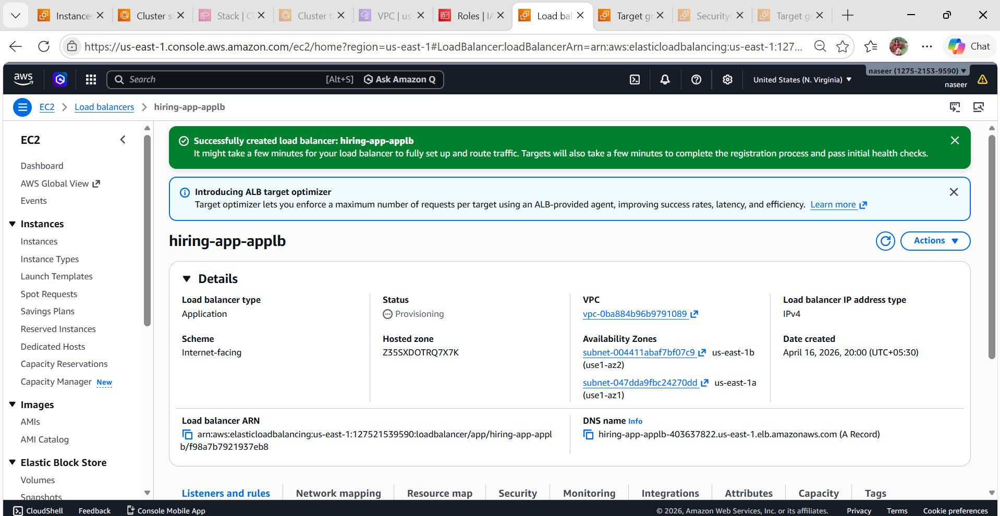 Instances
Cluster s
Stack | C
Cluster t
VPC | us
Roles | IA
Load bal
Target g
Security
Target g
https://us-east-1.console.aws.amazon.com/ec2/home?region=us-east-1#LoadBalancer:loadBalancerArn=arn:aws:elasticloadbalancing:us-east-1:127...
Chat
aws
Search [Alt+S] Ask Amazon Q
United States (N. Virginia)
naseer (1275-2153-9590)
naseer
EC2 Load balancers hiring-app-applb
EC2
Dashboard
AWS Global View
Events
Instances
Instances
Instance Types
Launch Templates
Spot Requests
Savings Plans
Reserved Instances
Dedicated Hosts
Capacity Reservations
Capacity Manager New
Images
AMIs
AMI Catalog
Elastic Block Store
Volumes
Snapshots
Successfully created load balancer: hiring-app-applb
It might take a few minutes for your load balancer to fully set up and route traffic. Targets will also take a few minutes to complete the registration process and pass initial health checks.
Introducing ALB target optimizer
Target optimizer lets you enforce a maximum number of requests per target using an ALB-provided agent, improving success rates, latency, and efficiency. Learn more
hiring-app-applb
Actions
Details
Load balancer type
Application
Scheme
Internet-facing
Status
Provisioning
Hosted zone
Z35SXDOTRQ7X7K
VPC
vpc-0ba884b96b9791089
Availability Zones
subnet-004411abaf7bf07c9 us-east-1b
(use1-az2)
subnet-047dda9fbc24270dd us-east-1a
(use1-az1)
Load balancer IP address type
IPv4
Date created
April 16, 2026, 20:00 (UTC+05:30)
Load balancer ARN
arn:aws:elasticloadbalancing:us-east-1:127521539590:loadbalancer/app/hiring-app-appl
b/f98a7b7921937eb8
DNS name Info
hiring-app-applb-403637822.us-east-1.elb.amazonaws.com (A Record)
Listeners and rules Network mapping Resource map Security Monitoring Integrations Attributes Capacity Tags
CloudShell Feedback Console Mobile App © 2026, Amazon Web Services, Inc. or its affiliates. Privacy Terms Cookie preferences